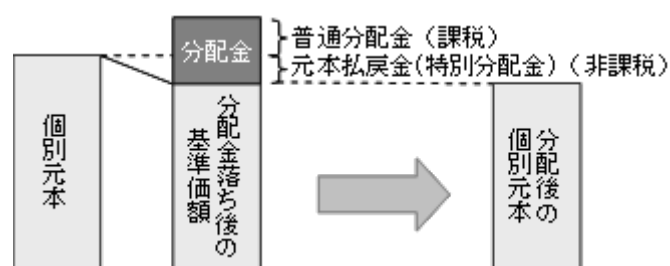 分配金
普通分配金（課税）
元本払戻金(特別分配金)（非課税）
個別元本
分配金落ち後の
基準価額
分配後の
個別元本